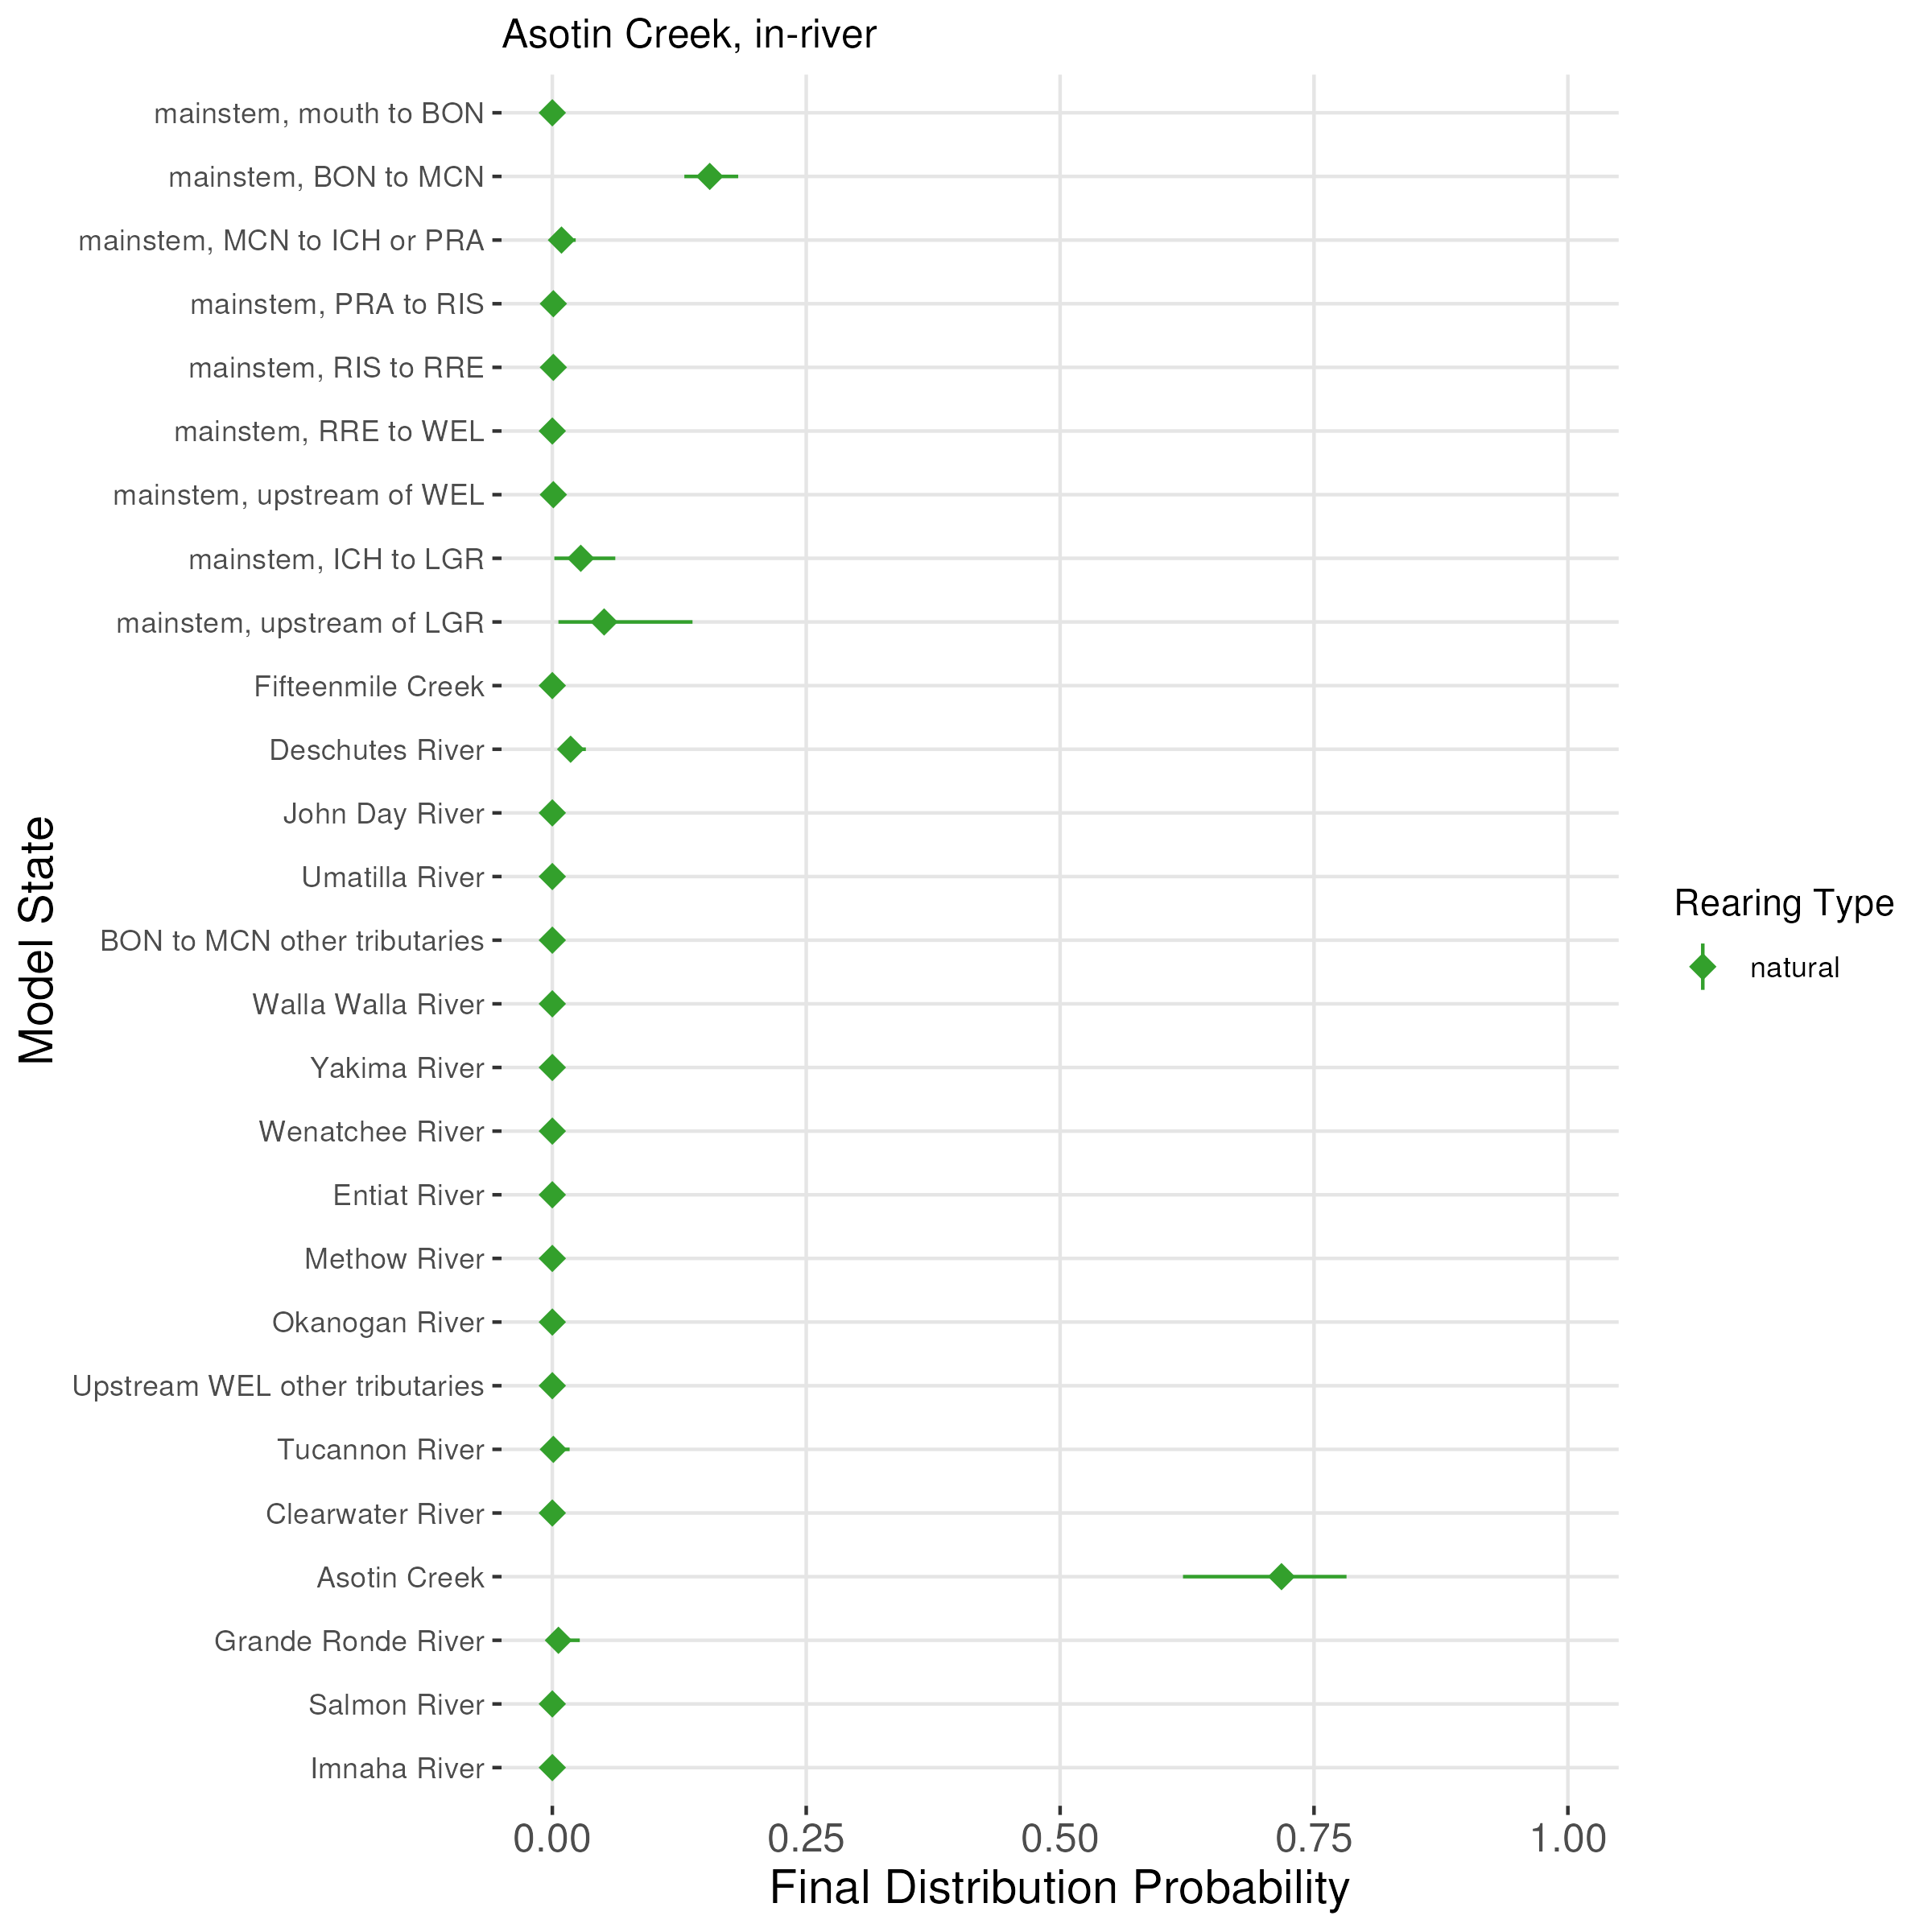 Asotin Creek, in-river
mainstem, mouth to BON
mainstem, BON to MCN
mainstem, MCN to ICH or PRA
mainstem, PRA to RIS
mainstem, RIS to RRE
mainstem, RRE to WEL
mainstem, upstream of WEL
mainstem, ICH to LGR
mainstem, upstream of LGR
Fifteenmile Creek
Deschutes River
John Day River
Umatilla River
BON to MCN other tributaries
Walla Walla River
Yakima River
Wenatchee River
Entiat River
Methow River
Okanogan River
Upstream WEL other tributaries
Tucannon River
Clearwater River
Asotin Creek
Grande Ronde River
Salmon River
Imnaha River
Model State
0.00 0.25 0.50 0.75 1.00
Final Distribution Probability
Rearing Type
natural